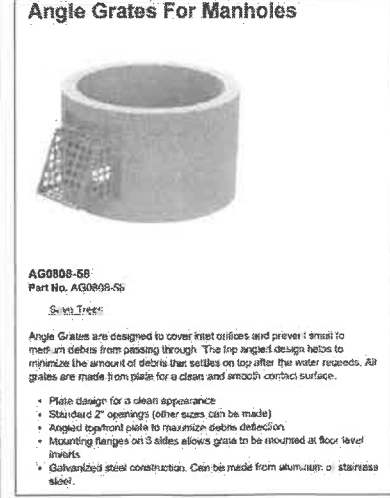 Angle Grates For Manholes
AG0808-S8
Part No. AG0808-S
Save Trees
Angle Grates are designed to cover inlet orifices and prevent small to
medium debris from passing through. The top angled design helps to
minimize the amount of debris that settles on top after the water recedes. All
grates are made from plate for a clean and smooth contact surface.
• Plate design for a clean appearance
• Standard 2" openings (other sizes can be made)
• Angled top/front plate to maximize debris deflection
• Mounting flanges on 3 sides allows grate to be mounted at floor level
inverts
• Galvanized steel construction. Can be made from aluminum or stainless
steel.